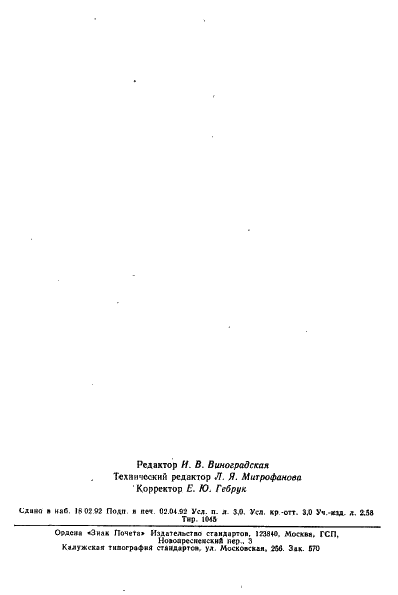 Редактор И. В. Виноградская
Технический редактор Л. Я. Митрофанова
Корректор Е. Ю. Гебрук
Сдано в наб. 18 02.92 Подп. в печ. 02.04.92 Усл. п. л. 3,0. Усл. кр.-отт. 3,0 Уч.-изд. л. 2,58
Тир. 1045
Ордена «Знак Почета» Издательство стандартов, 123840, Москва, ГСП,
Новопресненский пер., 3
Калужская типография стандартов, ул. Московская, 256. Зак. 570